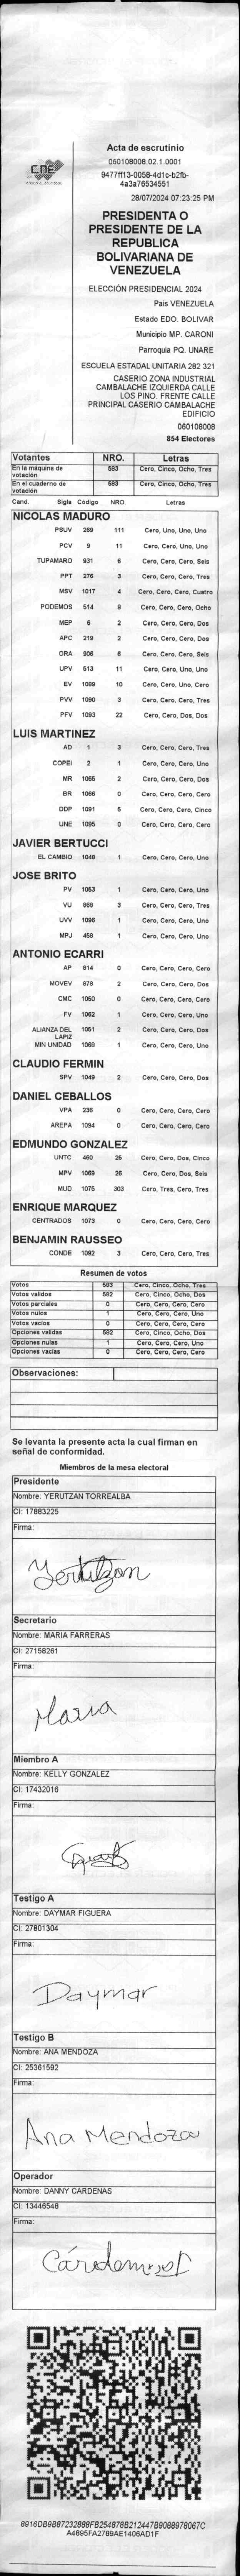 CNE
Acta de escrutinio
060108008.02.1.0001
9477ff13-0058-4d1c-b2fb-
4a3a76534551
28/07/2024 07:23:25 PM
PRESIDENTA O
PRESIDENTE DE LA
REPUBLICA
BOLIVARIANA DE
VENEZUELA
ELECCIÓN PRESIDENCIAL 2024
Pais VENEZUELA
Estado EDO. BOLIVAR
Municipio MP. CARONI
Parroquia PQ. UNARE
ESCUELA ESTADAL UNITARIA 282 321
CASERIO ZONA INDUSTRIAL
CAMBALACHE IZQUIERDA CALLE
LOS PINO. FRENTE CALLE
PRINCIPAL CASERIO CAMBALACHE
EDIFICIO
060108008
854 Electores
Votantes NRO. Letras
En la máquina de votación 583 Cero, Cinco, Ocho, Tres
En el cuaderno de votación 583 Cero, Cinco, Ocho, Tres
Cand. Sigla Código NRO. Letras
NICOLAS MADURO
PSUV 269 111 Cero, Uno, Uno, Uno
PCV 9 11 Cero, Cero, Uno, Uno
TUPAMARO 931 6 Cero, Cero, Cero, Seis
PPT 276 3 Cero, Cero, Cero, Tres
MSV 1017 4 Cero, Cero, Cero, Cuatro
PODEMOS 514 8 Cero, Cero, Cero, Ocho
MEP 6 2 Cero, Cero, Cero, Dos
APC 219 2 Cero, Cero, Cero, Dos
ORA 906 6 Cero, Cero, Cero, Seis
UPV 513 11 Cero, Cero, Uno, Uno
EV 1089 10 Cero, Cero, Uno, Cero
PVV 1090 3 Cero, Cero, Cero, Tres
PFV 1093 22 Cero, Cero, Dos, Dos
LUIS MARTINEZ
AD 1 3 Cero, Cero, Cero, Tres
COPEI 2 1 Cero, Cero, Cero, Uno
MR 1065 2 Cero, Cero, Cero, Dos
BR 1066 0 Cero, Cero, Cero, Cero
DDP 1091 5 Cero, Cero, Cero, Cinco
UNE 1095 0 Cero, Cero, Cero, Cero
JAVIER BERTUCCI
EL CAMBIO 1048 1 Cero, Cero, Cero, Uno
JOSE BRITO
PV 1053 1 Cero, Cero, Cero, Uno
VU 868 3 Cero, Cero, Cero, Tres
UVV 1096 1 Cero, Cero, Cero, Uno
MPJ 458 1 Cero, Cero, Cero, Uno
ANTONIO ECARRI
AP 814 0 Cero, Cero, Cero, Cero
MOVEV 878 2 Cero, Cero, Cero, Dos
CMC 1050 0 Cero, Cero, Cero, Cero
FV 1062 1 Cero, Cero, Cero, Uno
ALIANZA DEL LAPIZ 1051 2 Cero, Cero, Cero, Dos
MIN UNIDAD 1068 1 Cero, Cero, Cero, Uno
CLAUDIO FERMIN
SPV 1049 2 Cero, Cero, Cero, Dos
DANIEL CEBALLOS
VPA 236 0 Cero, Cero, Cero, Cero
AREPA 1094 0 Cero, Cero, Cero, Cero
EDMUNDO GONZALEZ
UNTC 460 25 Cero, Cero, Dos, Cinco
MPV 1069 26 Cero, Cero, Dos, Seis
MUD 1075 303 Cero, Tres, Cero, Tres
ENRIQUE MARQUEZ
CENTRADOS 1073 0 Cero, Cero, Cero, Cero
BENJAMIN RAUSSEO
CONDE 1092 3 Cero, Cero, Cero, Tres
Resumen de votos
Votos 583 Cero, Cinco, Ocho, Tres
Votos validos 582 Cero, Cinco, Ocho, Dos
Votos parciales 0 Cero, Cero, Cero, Cero
Votos nulos 1 Cero, Cero, Cero, Uno
Votos vacios 0 Cero, Cero, Cero, Cero
Opciones validas 582 Cero, Cinco, Ocho, Dos
Opciones nulas 1 Cero, Cero, Cero, Uno
Opciones vacias 0 Cero, Cero, Cero, Cero
Observaciones:
Se levanta la presente acta la cual firman en
señal de conformidad.
Miembros de la mesa electoral
Presidente
Nombre: YERUTZAN TORREALBA
CI: 17883225
Firma:
Yerutzan
Secretario
Nombre: MARIA FARRERAS
CI: 27158261
Firma:
Maria
Miembro A
Nombre: KELLY GONZALEZ
CI: 17432016
Firma:
Testigo A
Nombre: DAYMAR FIGUERA
CI: 27801304
Firma:
Daymar
Testigo B
Nombre: ANA MENDOZA
CI: 25361592
Firma:
Ana Mendoza
Operador
Nombre: DANNY CARDENAS
CI: 13446548
Firma:
8916DB9B87232888FB254678B212447B9088978067C
A4895FA2789AE1406AD1F